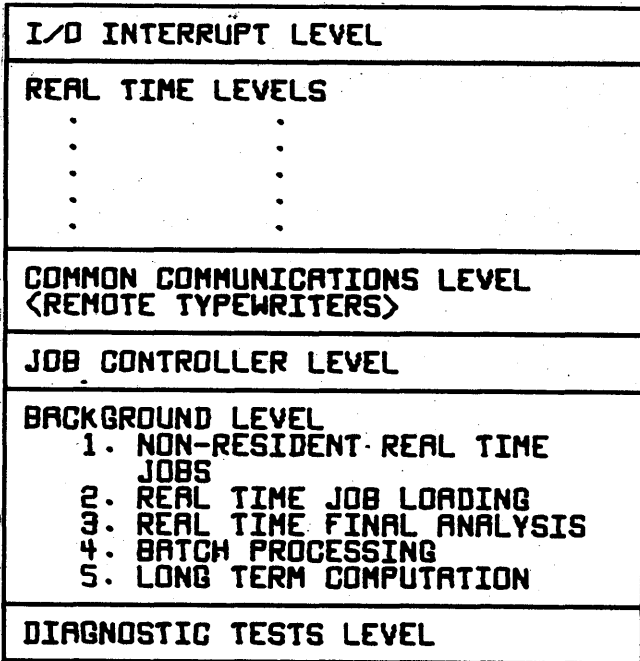 I/O INTERRUPT LEVEL
REAL TIME LEVELS
COMMON COMMUNICATIONS LEVEL
<REMOTE TYPEWRITERS>
JOB CONTROLLER LEVEL
BACKGROUND LEVEL
1. NON-RESIDENT REAL TIME
JOBS
2. REAL TIME JOB LOADING
3. REAL TIME FINAL ANALYSIS
4. BATCH PROCESSING
5. LONG TERM COMPUTATION
DIAGNOSTIC TESTS LEVEL